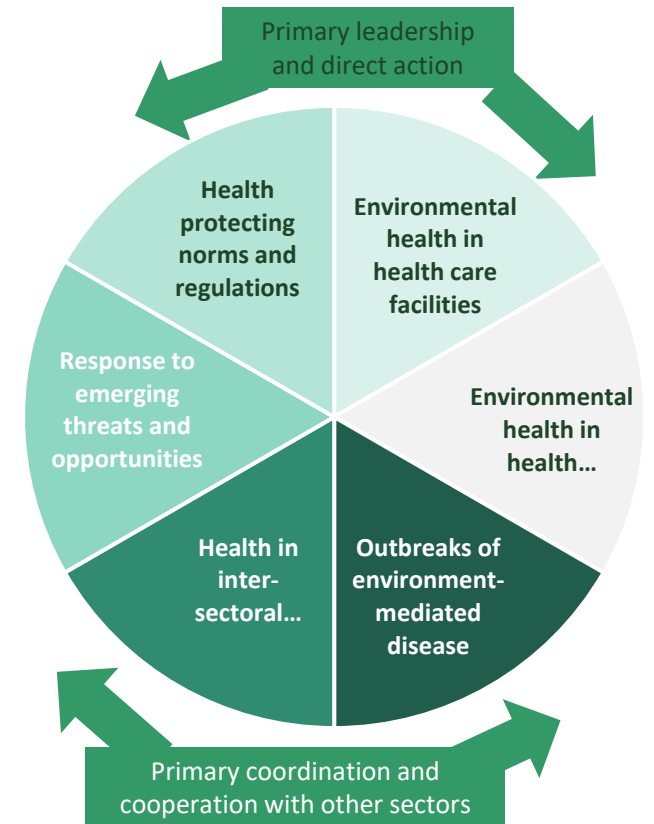 Primary leadership
and direct action
Health
protecting
norms and
regulations
Environmental
health in
health care
facilities
Response to
emerging
threats and
opportunities
Environmental
health in
health…
Health in
inter-
sectoral…
Outbreaks of
environment-
mediated
disease
Primary coordination and
cooperation with other sectors